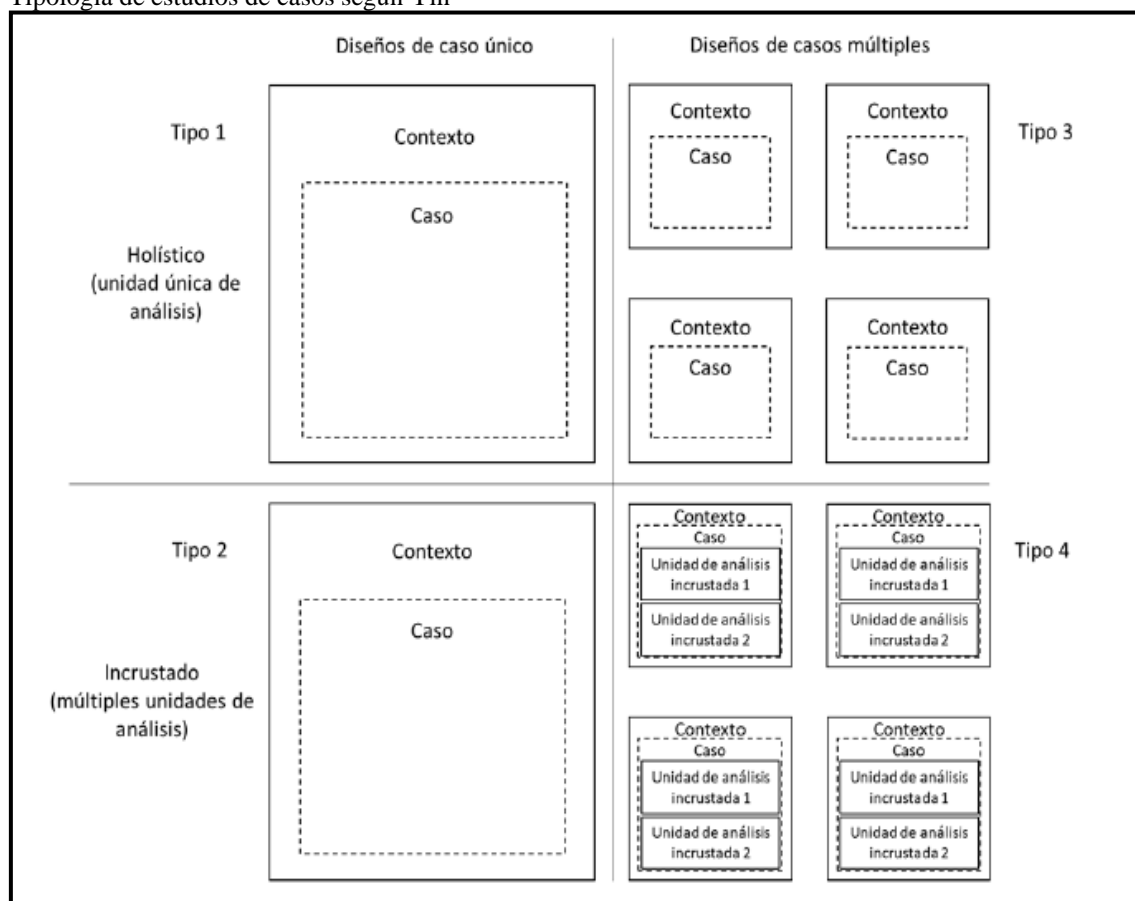 Tipología de estudios de casos según Yin
Diseños de caso único
Diseños de casos múltiples
Tipo 1
Holístico
(unidad única de
análisis)
Contexto
Caso
Contexto
Caso
Contexto
Caso
Tipo 3
Contexto
Caso
Contexto
Caso
Tipo 2
Incrustado
(múltiples unidades de
análisis)
Contexto
Caso
Contexto
Caso
Unidad de análisis
incrustada 1
Unidad de análisis
incrustada 2
Contexto
Caso
Unidad de análisis
incrustada 1
Unidad de análisis
incrustada 2
Tipo 4
Contexto
Caso
Unidad de análisis
incrustada 1
Unidad de análisis
incrustada 2
Contexto
Caso
Unidad de análisis
incrustada 1
Unidad de análisis
incrustada 2